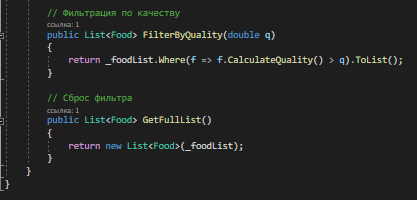 // Фильтрация по качеству
ссылка: 1
public List<Food> FilterByQuality(double q)
{
return _foodList.Where(f => f.CalculateQuality() > q).ToList();
}
// Сброс фильтра
ссылка: 1
public List<Food> GetFullList()
{
return new List<Food>(_foodList);
}
}
}